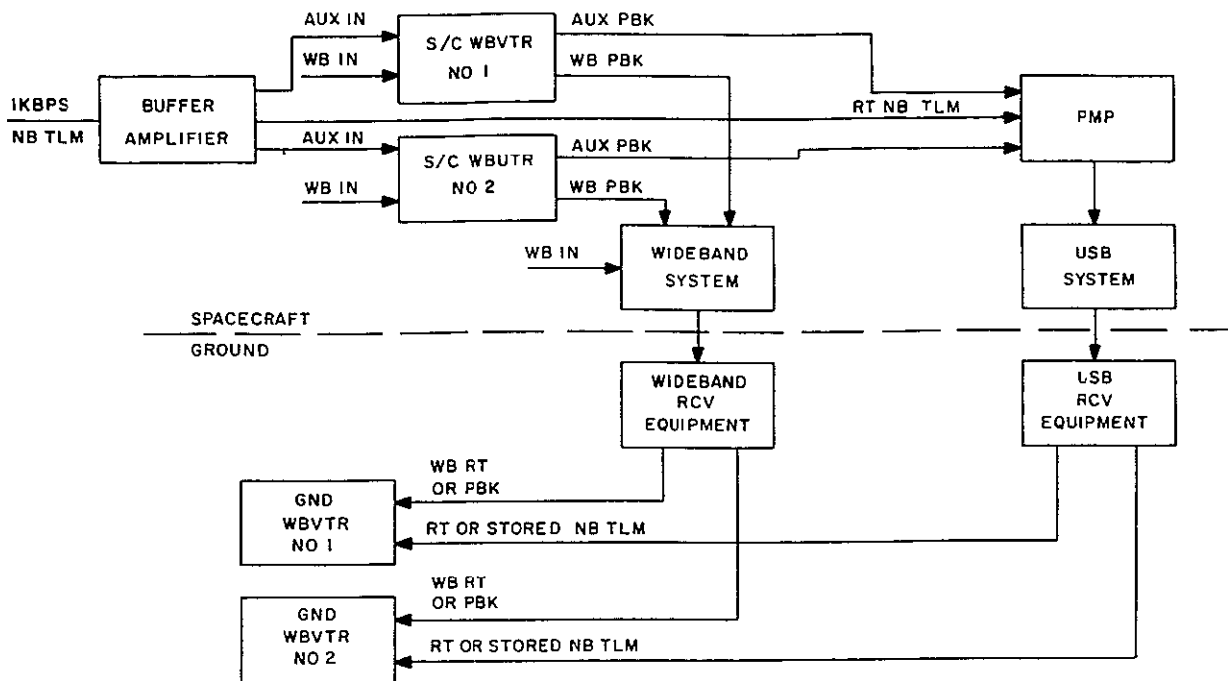 AUX IN
AUX PBK
S/C WBVTR
NO 1
WB IN
WB PBK
1KBPS
NB TLM
BUFFER
AMPLIFIER
RT NB TLM
PMP
AUX IN
AUX PBK
S/C WBUTR
NO 2
WB IN
WB PBK
WB IN
WIDEBAND
SYSTEM
USB
SYSTEM
SPACECRAFT
GROUND
WIDEBAND
RCV
EQUIPMENT
USB
RCV
EQUIPMENT
WB RT
OR PBK
GND
WBVTR
NO 1
RT OR STORED NB TLM
WB RT
OR PBK
GND
WBVTR
NO 2
RT OR STORED NB TLM